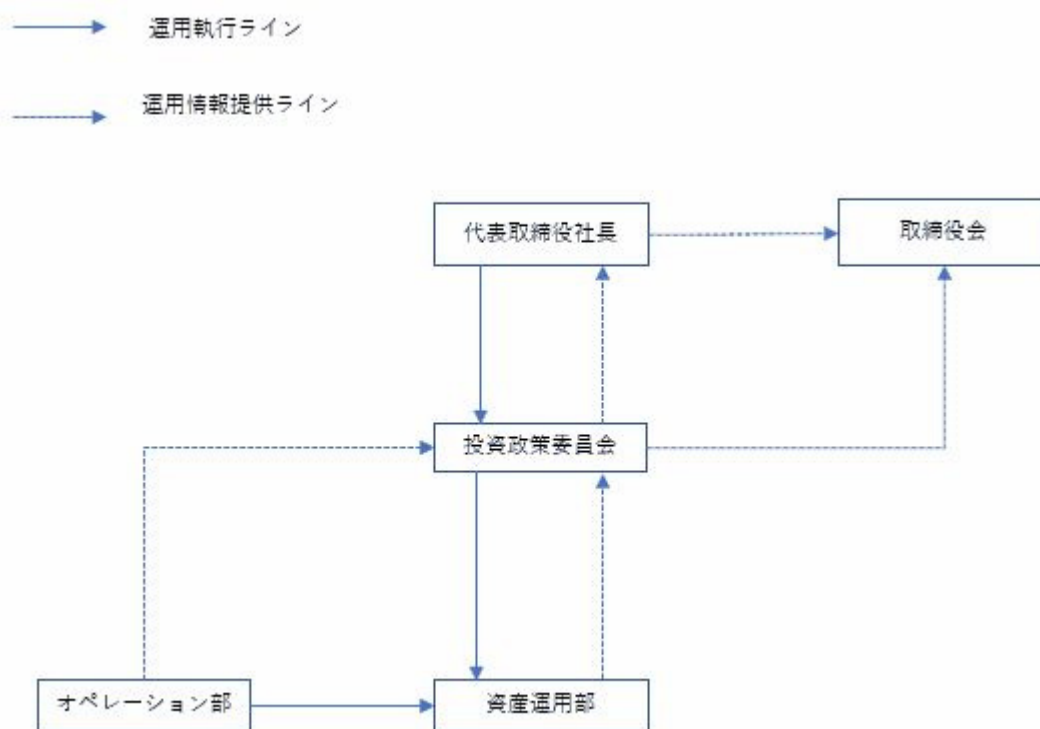 運用執行ライン
運用情報提供ライン
代表取締役社長
取締役会
投資政策委員会
オペレーション部
資産運用部